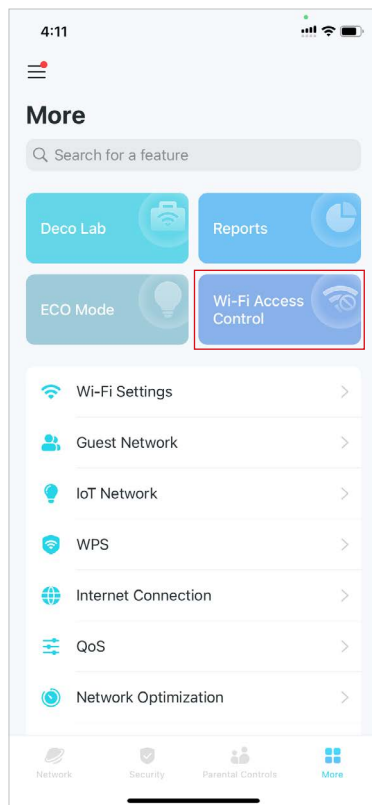 4:11
More
Search for a feature
Deco Lab
Reports
ECO Mode
Wi-Fi Access
Control
Wi-Fi Settings
Guest Network
IoT Network
WPS
Internet Connection
QoS
Network Optimization
Network
Security
Parental Controls
More